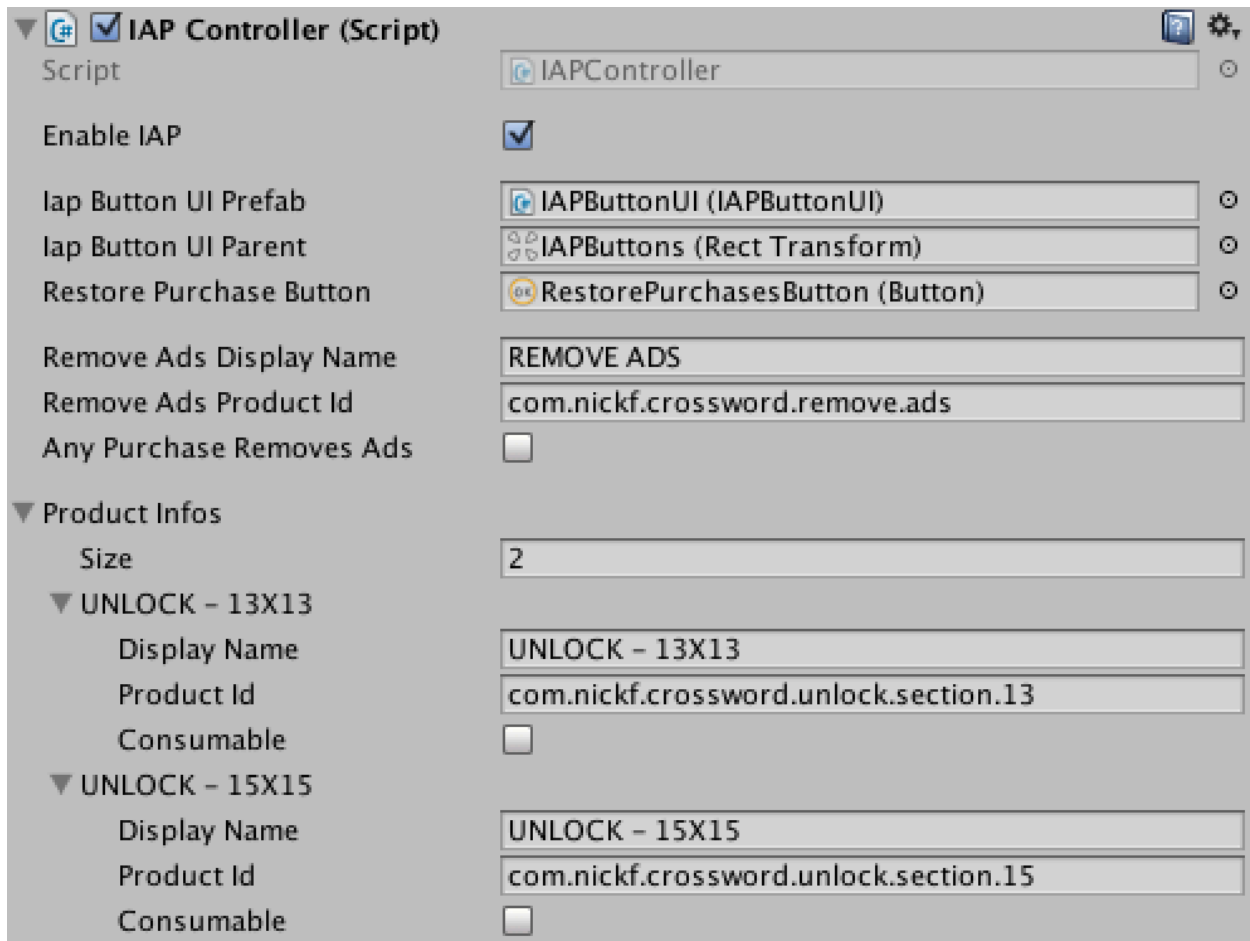 IAP Controller (Script)
Script IAPController
Enable IAP
Iap Button UI Prefab IAPButtonUI (IAPButtonUI)
Iap Button UI Parent IAPButtons (Rect Transform)
Restore Purchase Button RestorePurchasesButton (Button)
Remove Ads Display Name REMOVE ADS
Remove Ads Product Id com.nickf.crossword.remove.ads
Any Purchase Removes Ads
Product Infos
Size 2
UNLOCK – 13X13
Display Name UNLOCK – 13X13
Product Id com.nickf.crossword.unlock.section.13
Consumable
UNLOCK – 15X15
Display Name UNLOCK – 15X15
Product Id com.nickf.crossword.unlock.section.15
Consumable